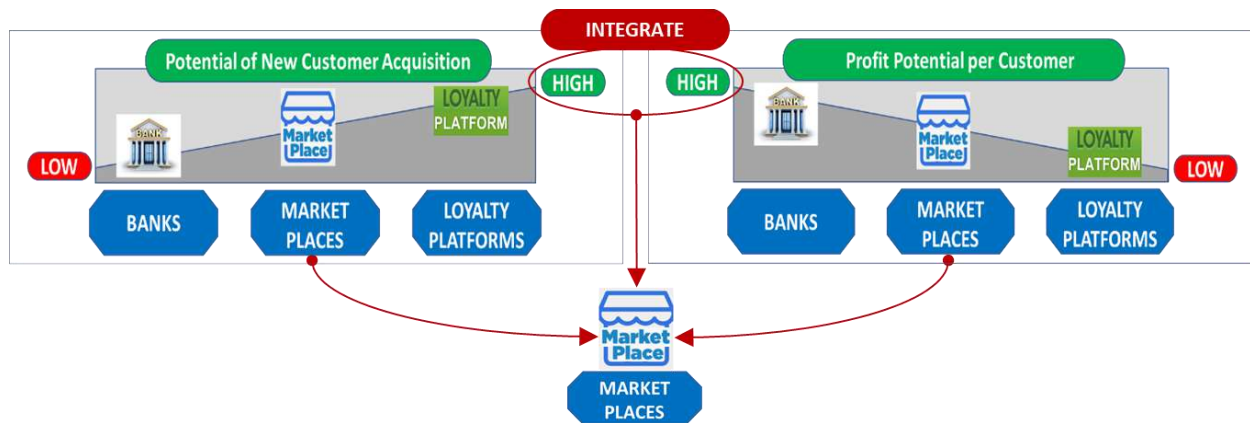 INTEGRATE
Potential of New Customer Acquisition
HIGH
LOW
BANK
Market
Place
LOYALTY
PLATFORM
BANKS
MARKET
PLACES
LOYALTY
PLATFORMS
Profit Potential per Customer
HIGH
LOW
BANK
Market
Place
LOYALTY
PLATFORM
BANKS
MARKET
PLACES
LOYALTY
PLATFORMS
Market
Place
MARKET
PLACES